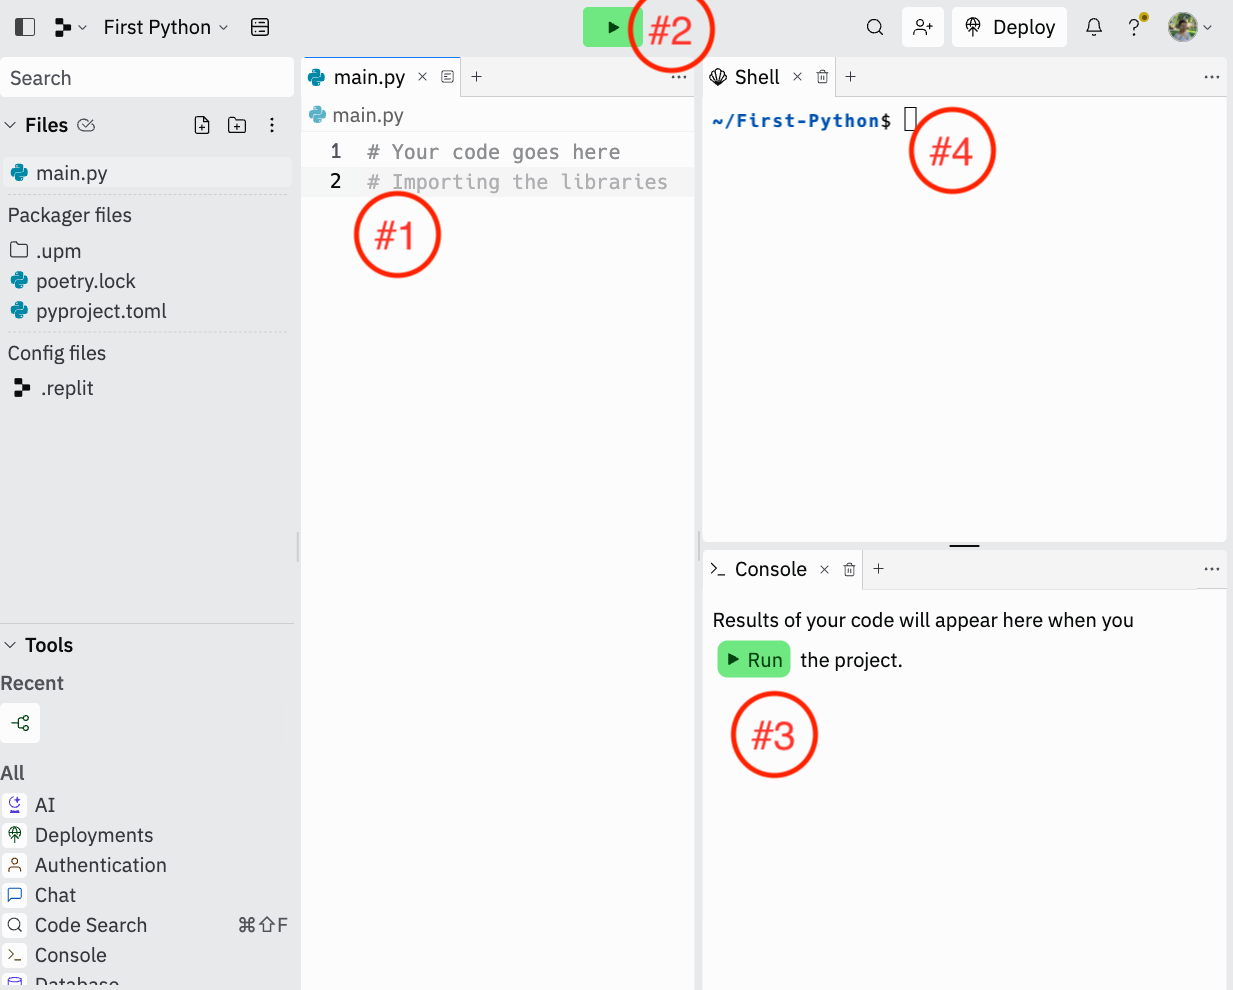 First Python
#2
Deploy
?
Search
Files
main.py
Packager files
.upm
poetry.lock
pyproject.toml
Config files
.replit
Tools
Recent
All
AI
Deployments
Authentication
Chat
Code Search ⌘⇧F
Console
Database
main.py
main.py
1 # Your code goes here
2 # Importing the libraries
#1
Shell
~/First-Python$
#4
Console
Results of your code will appear here when you
Run the project.
#3